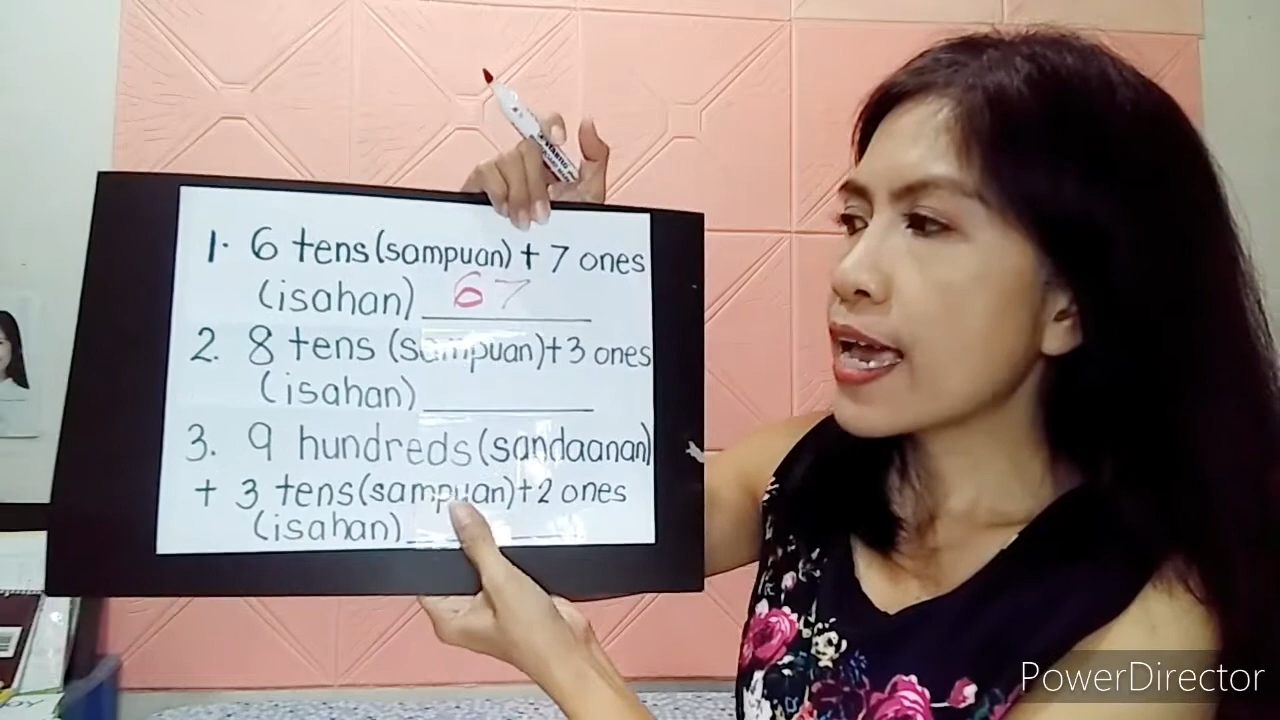 1. 6 tens (sampuan) + 7 ones
(isahan) 67
2. 8 tens (sampuan) + 3 ones
(isahan)
3. 9 hundreds (sandaanan)
+ 3 tens (sampuan) + 2 ones
(isahan)
PowerDirector